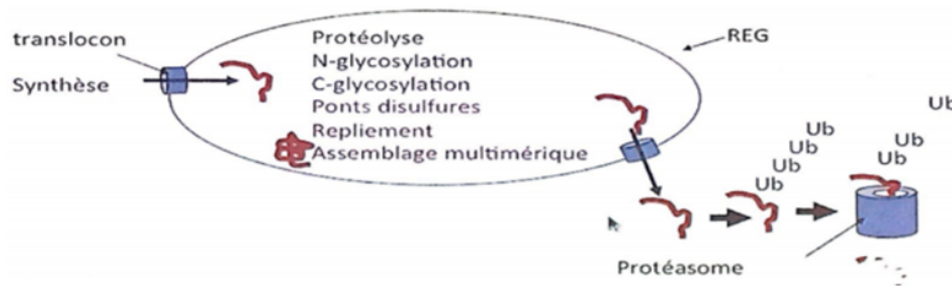 translocon
Synthèse
Protéolyse
N-glycosylation
C-glycosylation
Ponts disulfures
Repliement
Assemblage multimérique
REG
Ub
Ub
Ub
Ub
Ub
Ub
Ub
Protéasome